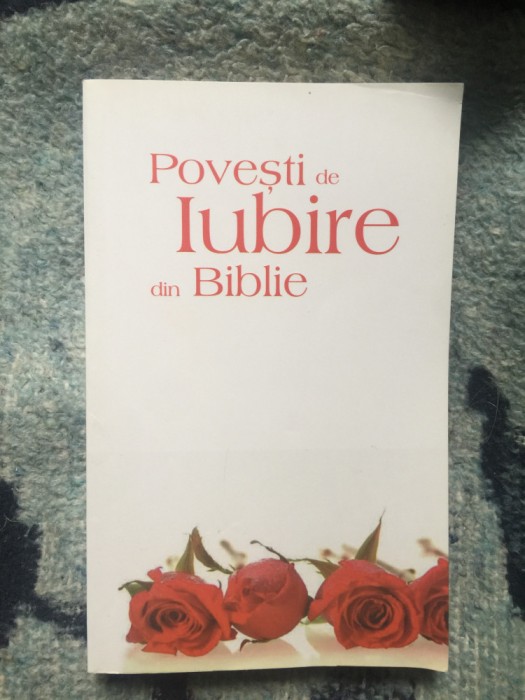 Povești de
Iubire
din Biblie